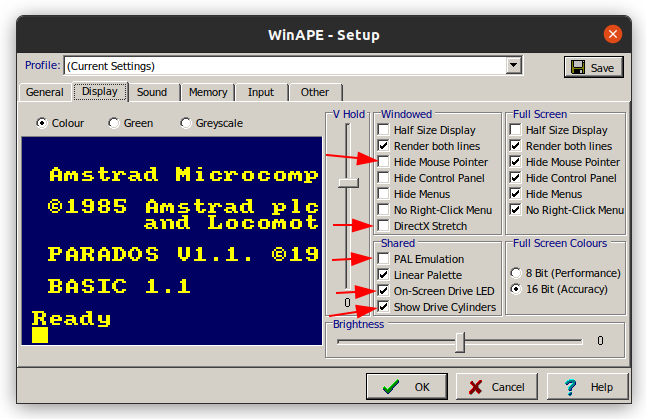 WinAPE - Setup
Profile: (Current Settings) Save
General Display Sound Memory Input Other
Colour Green Greyscale
Amstrad Microcomp
©1985 Amstrad plc
and Locomot
PARADOS V1.1. ©19
BASIC 1.1
Ready
V Hold
0
Windowed
Half Size Display
Render both lines
Hide Mouse Pointer
Hide Control Panel
Hide Menus
No Right-Click Menu
DirectX Stretch
Full Screen
Half Size Display
Render both lines
Hide Mouse Pointer
Hide Control Panel
Hide Menus
No Right-Click Menu
Shared
PAL Emulation
Linear Palette
On-Screen Drive LED
Show Drive Cylinders
Full Screen Colours
8 Bit (Performance)
16 Bit (Accuracy)
Brightness
0
OK Cancel Help